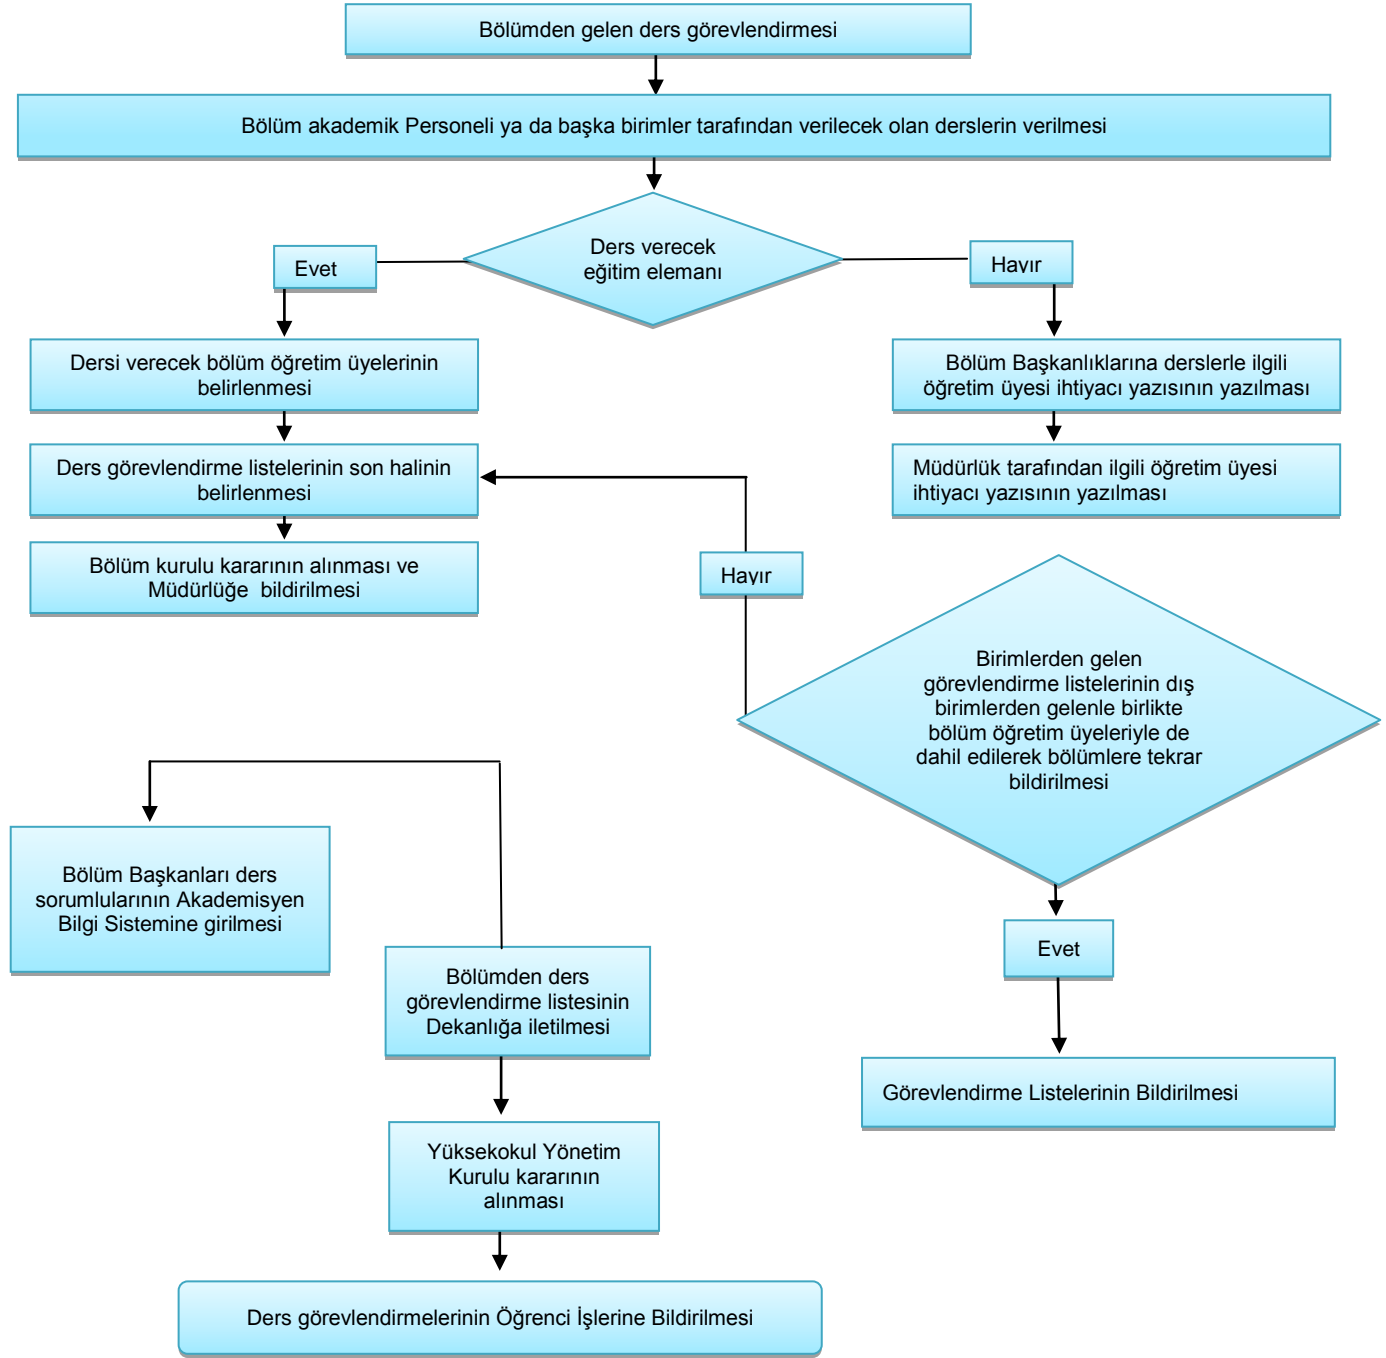 Bölümden gelen ders görevlendirmesi
Bölüm akademik Personeli ya da başka birimler tarafından verilecek olan derslerin verilmesi
Ders verecek
eğitim elemanı
Evet
Hayır
Dersi verecek bölüm öğretim üyelerinin
belirlenmesi
Bölüm Başkanlıklarına derslerle ilgili
öğretim üyesi ihtiyacı yazısının yazılması
Ders görevlendirme listelerinin son halinin
belirlenmesi
Müdürlük tarafından ilgili öğretim üyesi
ihtiyacı yazısının yazılması
Bölüm kurulu kararının alınması ve
Müdürlüğe  bildirilmesi
Hayır
Birimlerden gelen
görevlendirme listelerinin dış
birimlerden gelenle birlikte
bölüm öğretim üyeleriyle de
dahil edilerek bölümlere tekrar
bildirilmesi
Bölüm Başkanları ders
sorumlularının Akademisyen
Bilgi Sistemine girilmesi
Evet
Bölümden ders
görevlendirme listesinin
Dekanlığa iletilmesi
Görevlendirme Listelerinin Bildirilmesi
Yüksekokul Yönetim
Kurulu kararının
alınması
Ders görevlendirmelerinin Öğrenci İşlerine Bildirilmesi